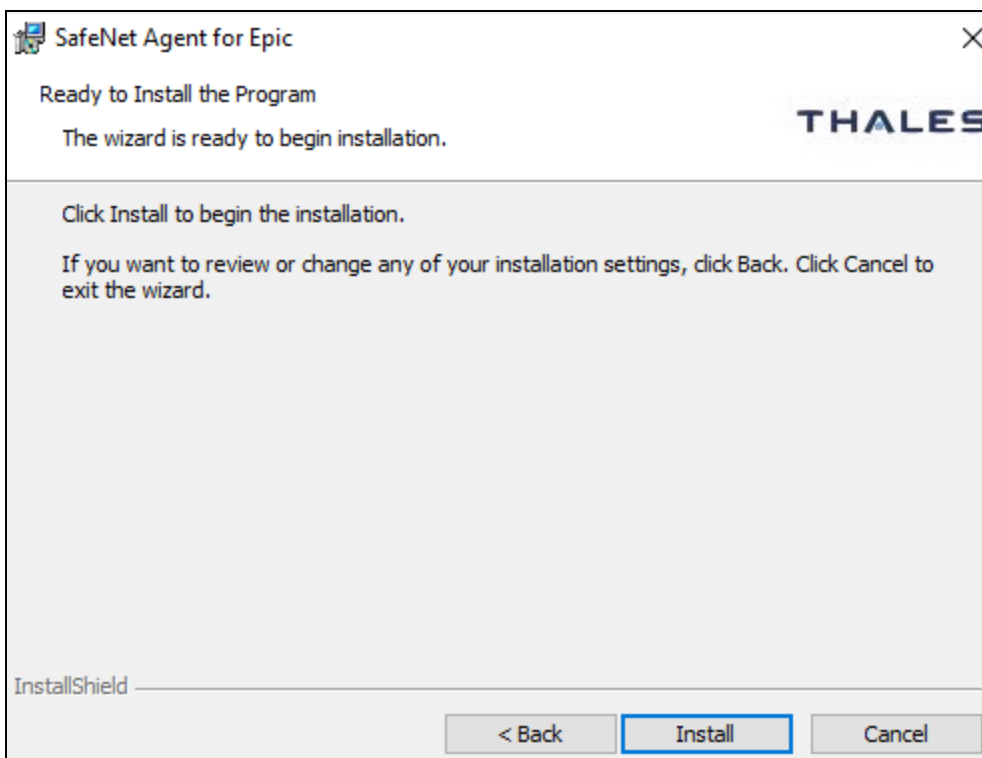 SafeNet Agent for Epic
Ready to Install the Program
The wizard is ready to begin installation.
THALES
Click Install to begin the installation.
If you want to review or change any of your installation settings, click Back. Click Cancel to
exit the wizard.
InstallShield
< Back
Install
Cancel